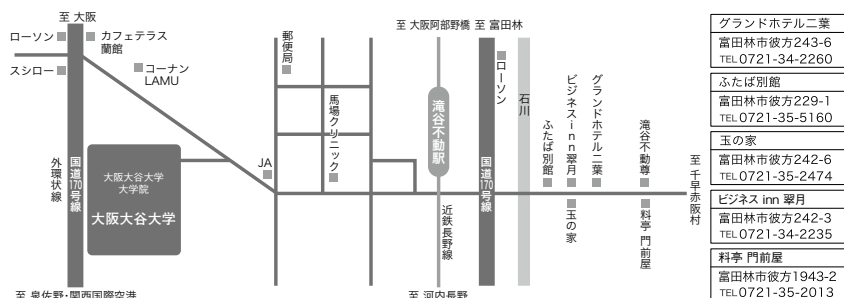 至 大阪
ローソン
カフェテラス
蘭館
スシロー
コーナン
LAMU
外環状線
国道170号線
大阪大谷大学
大学院
大阪大谷大学
至 泉佐野・関西国際空港
JA
郵便局
馬場クリニック
至 大阪阿部野橋
滝谷不動駅
近鉄長野線
至 河内長野
至 富田林
ローソン
国道170号線
石川
ふたば別館
ビジネスinn翠月
玉の家
グランドホテル二葉
滝谷不動尊
料亭 門前屋
至 千早赤阪村
グランドホテル二葉
富田林市彼方243-6
TEL 0721-34-2260
ふたば別館
富田林市彼方229-1
TEL 0721-35-5160
玉の家
富田林市彼方242-6
TEL 0721-35-2474
ビジネス inn 翠月
富田林市彼方242-3
TEL 0721-34-2235
料亭 門前屋
富田林市彼方1943-2
TEL 0721-35-2013